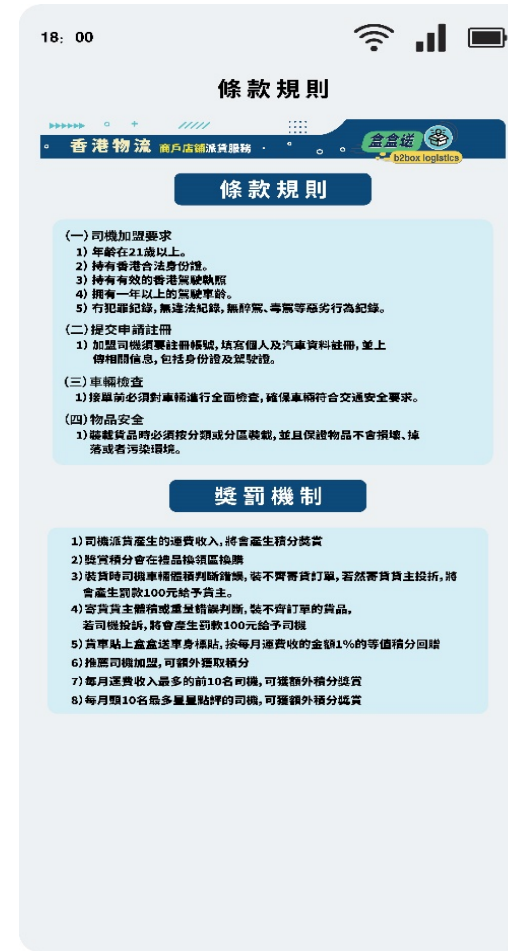 18: 00
條款規則
香港物流 商戶店鋪派貨服務
盒盒送
b2box logistics
條款規則
(一)司機加盟要求
1) 年齡在21歲以上。
2) 持有香港合法身份證。
3) 持有有效的香港駕駛執照
4) 擁有一年以上的駕駛車齡。
5) 冇犯罪紀錄,無違法紀錄,無醉駕、毒駕等惡劣行為紀錄。
(二)提交申請註冊
1) 加盟司機須要註冊帳號,填寫個人及汽車資料註冊,並上
傳相關信息,包括身份證及駕駛證。
(三)車輛檢查
1)接單前必須對車輛進行全面檢查,確保車輛符合交通安全要求。
(四)物品安全
1)裝載貨品時必須按分類或分區裝載,並且保證物品不會損壞、掉
落或者污染環境。
獎罰機制
1)司機派貨產生的運費收入,將會產生積分獎賞
2)獎賞積分會在禮品換領區換購
3)裝貨時司機車輛體積判斷錯誤,裝不齊寄貨訂單,若然寄貨貨主投拆,將
會產生罰款100元給予貨主。
4)寄貨貨主體積或重量錯誤判斷,裝不齊訂單的貨品,
若司機投訴,將會產生罰款100元給予司機
5)貨車貼上盒盒送車身標貼,按每月運費收的金額1%的等值積分回贈
6)推薦司機加盟,可額外獲取積分
7)每月運費收入最多的前10名司機,可獲額外積分獎賞
8)每月頭10名最多星星點評的司機,可獲額外積分獎賞